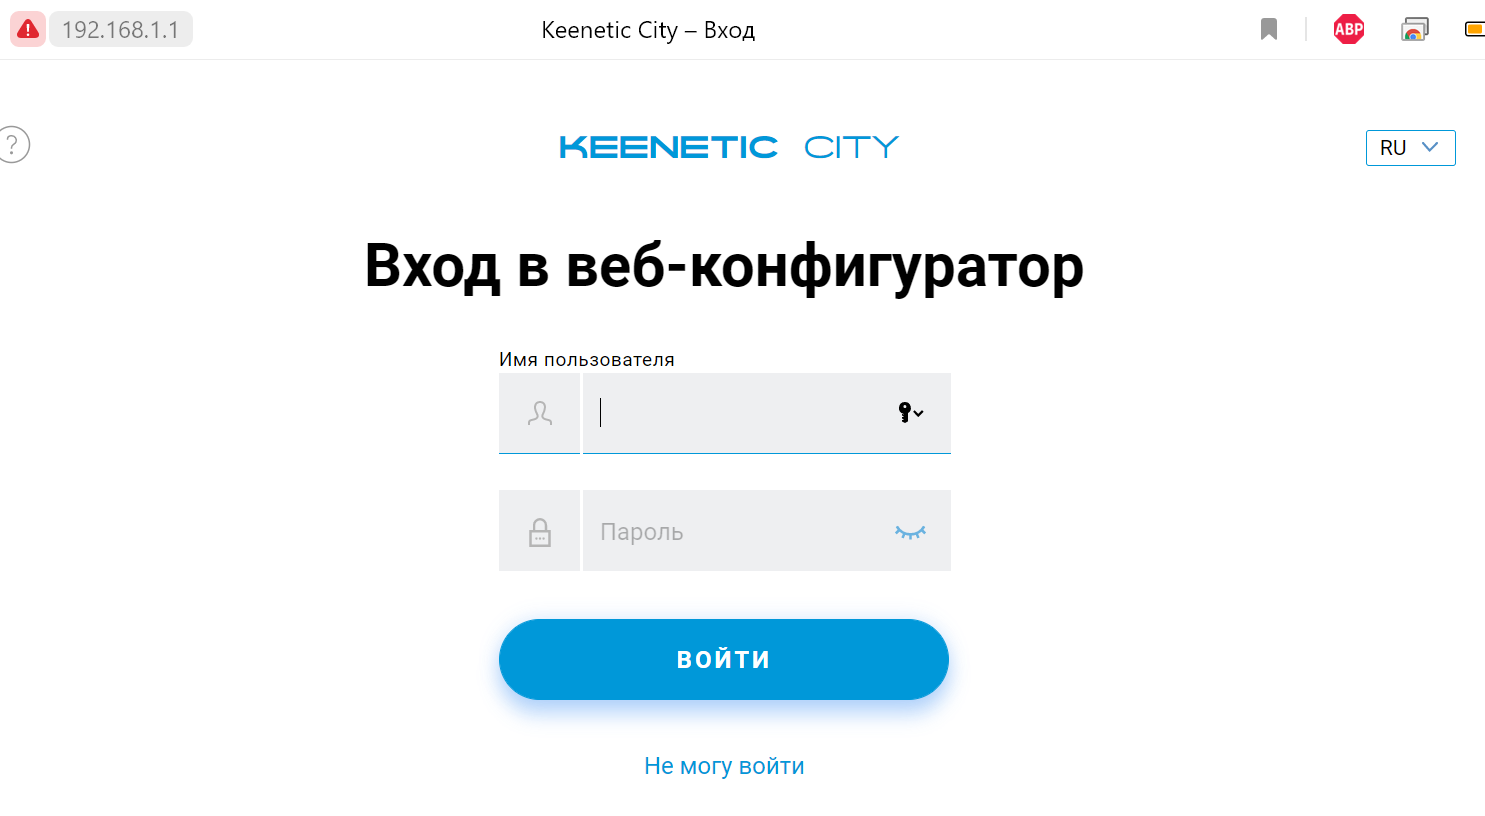 192.168.1.1
Keenetic City – Вход
ABP
?
KEENETIC CITY
RU
Вход в веб-конфигуратор
Имя пользователя
Пароль
ВОЙТИ
Не могу войти